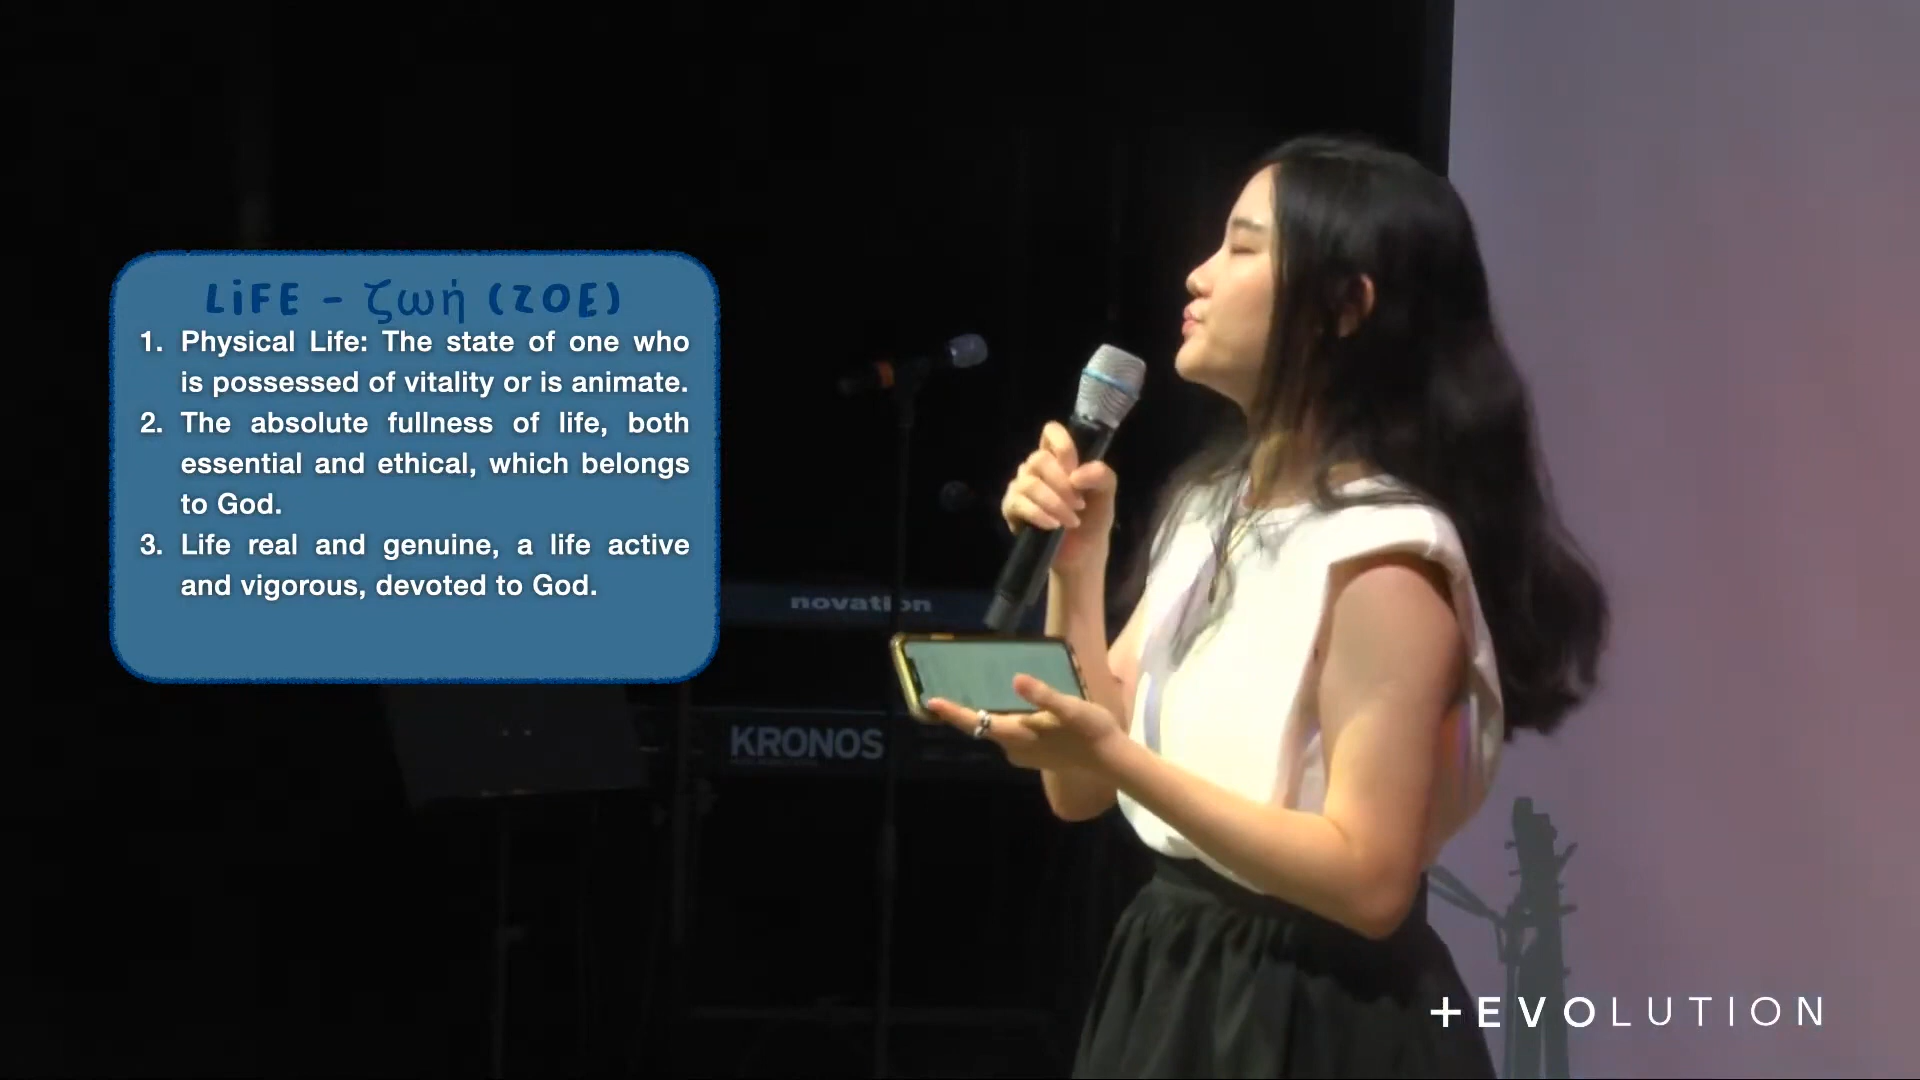 LiFE - ζωή (ZOE)
1. Physical Life: The state of one who
is possessed of vitality or is animate.
2. The absolute fullness of life, both
essential and ethical, which belongs
to God.
3. Life real and genuine, a life active
and vigorous, devoted to God.
novation
KRONOS
+EVOLUTION